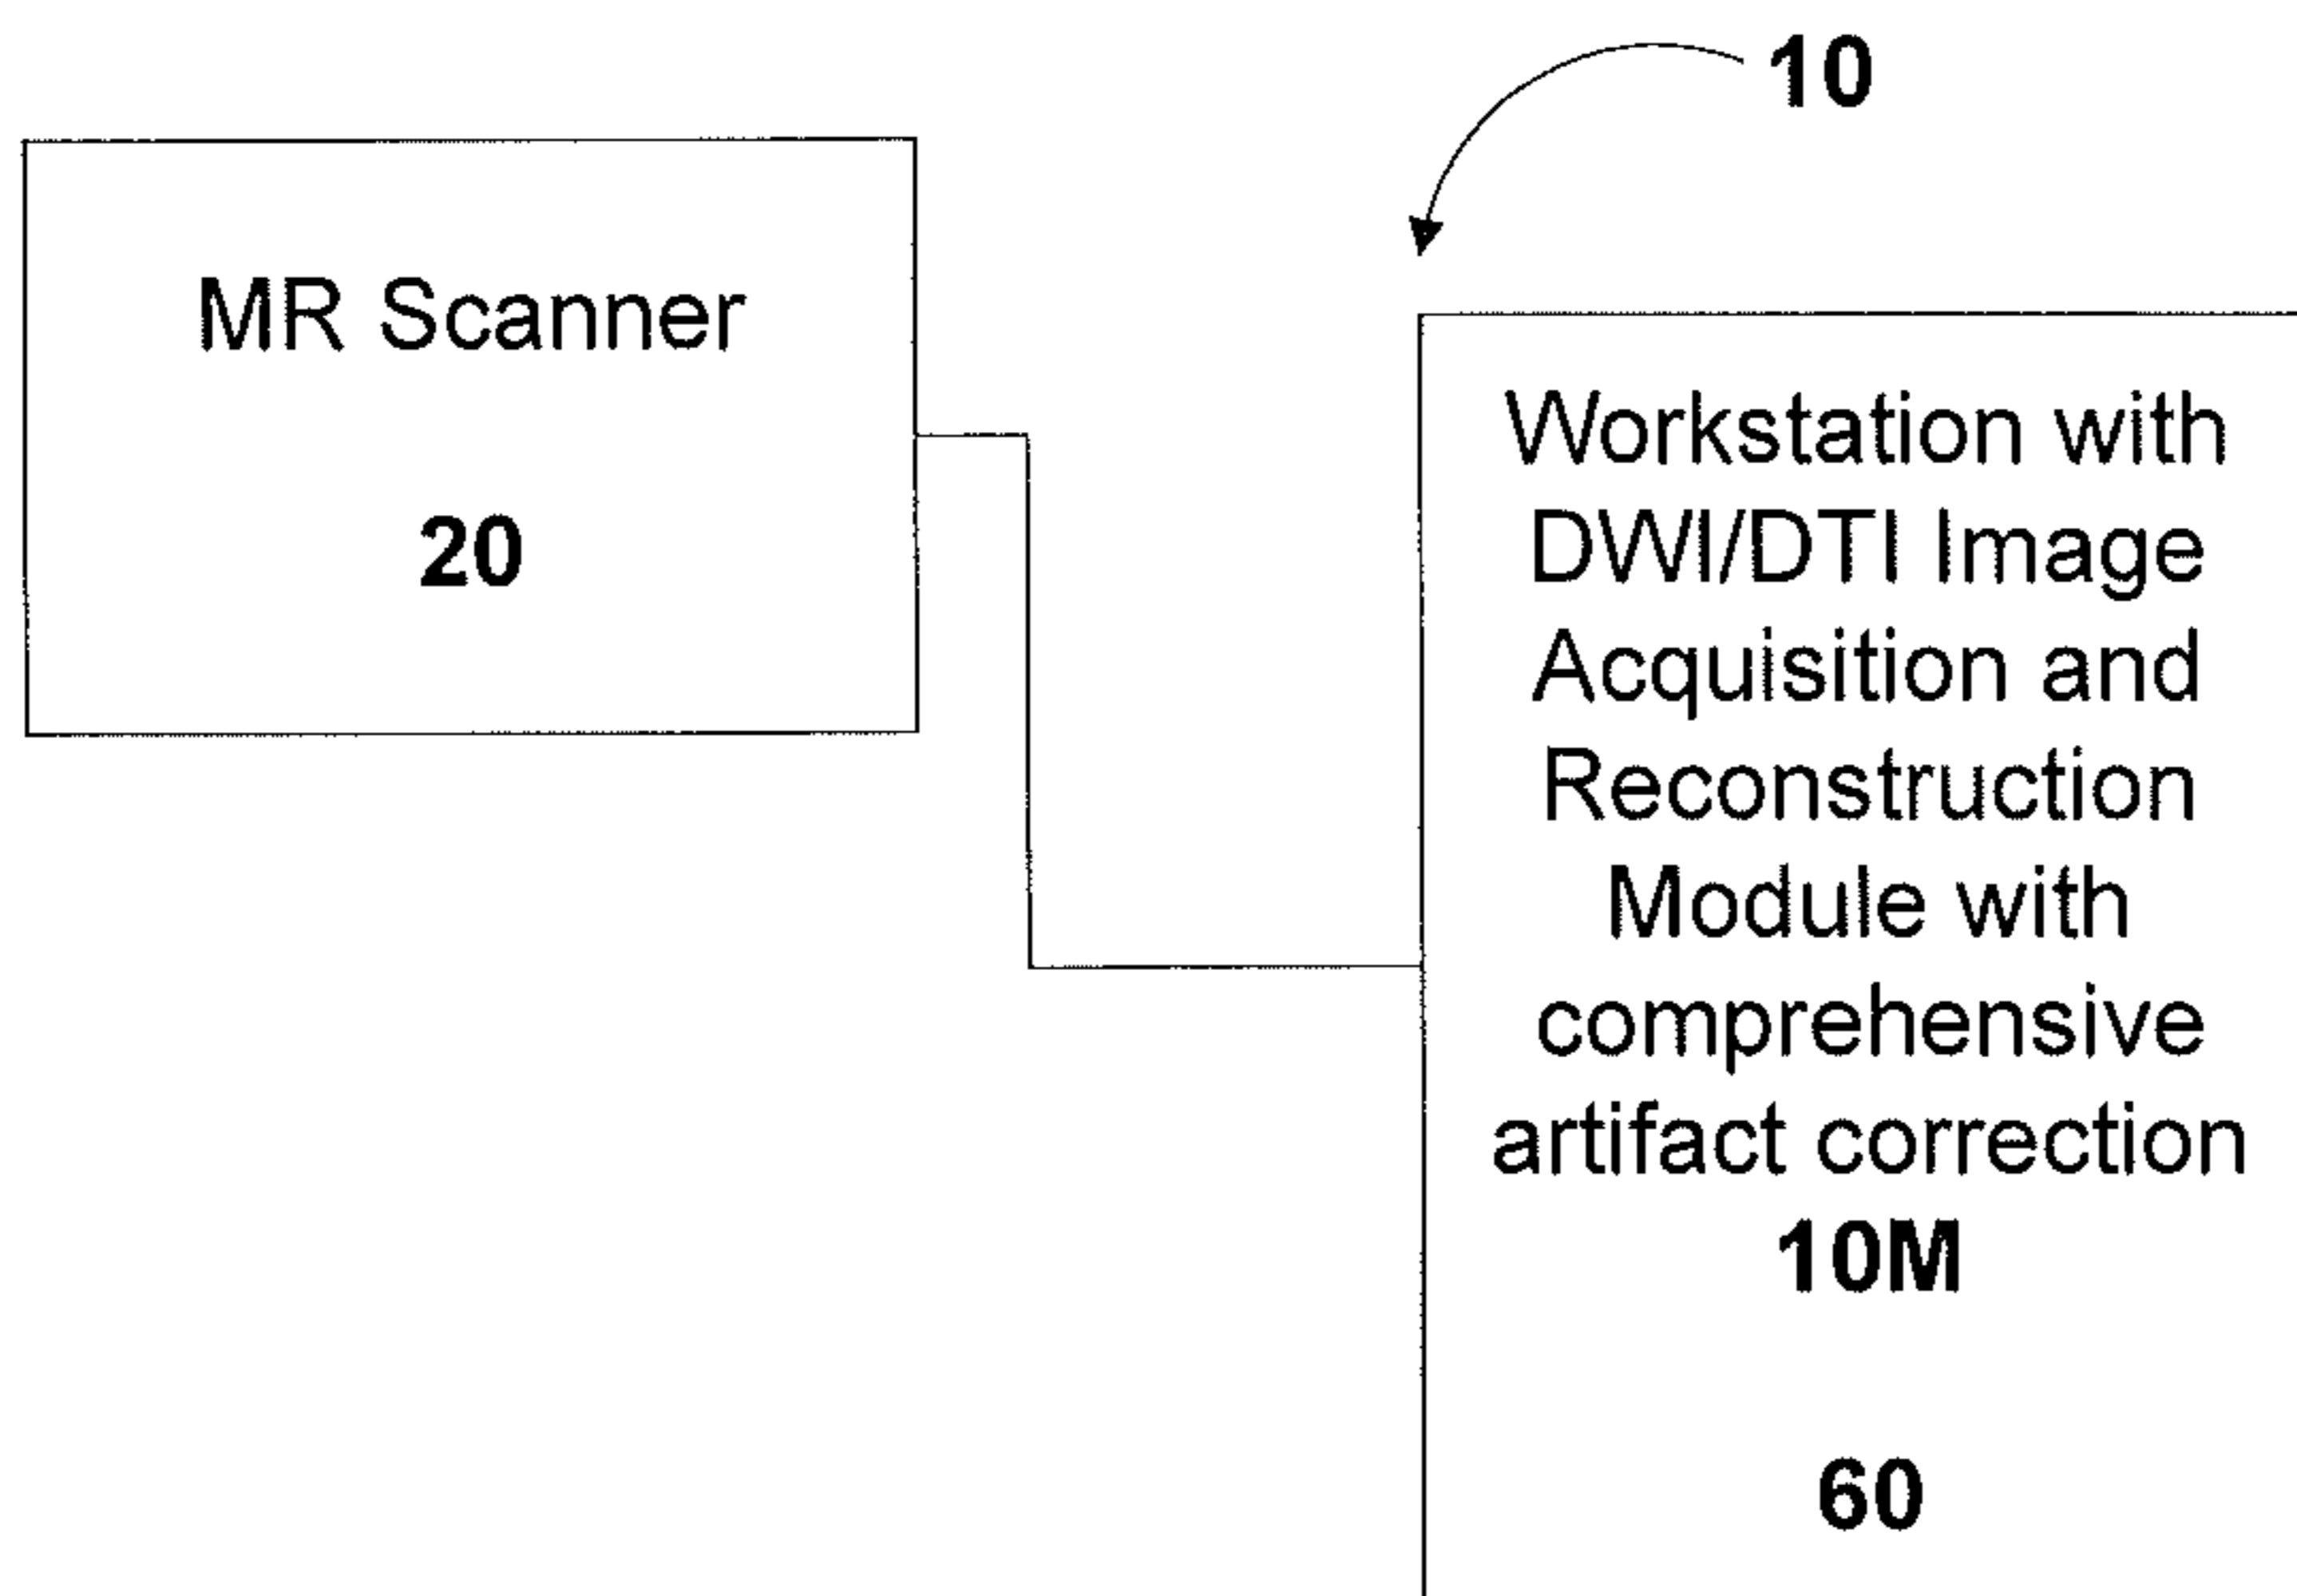 10
MR Scanner
20
Workstation with
DWI/DTI Image
Acquisition and
Reconstruction
Module with
comprehensive
artifact correction
10M
60